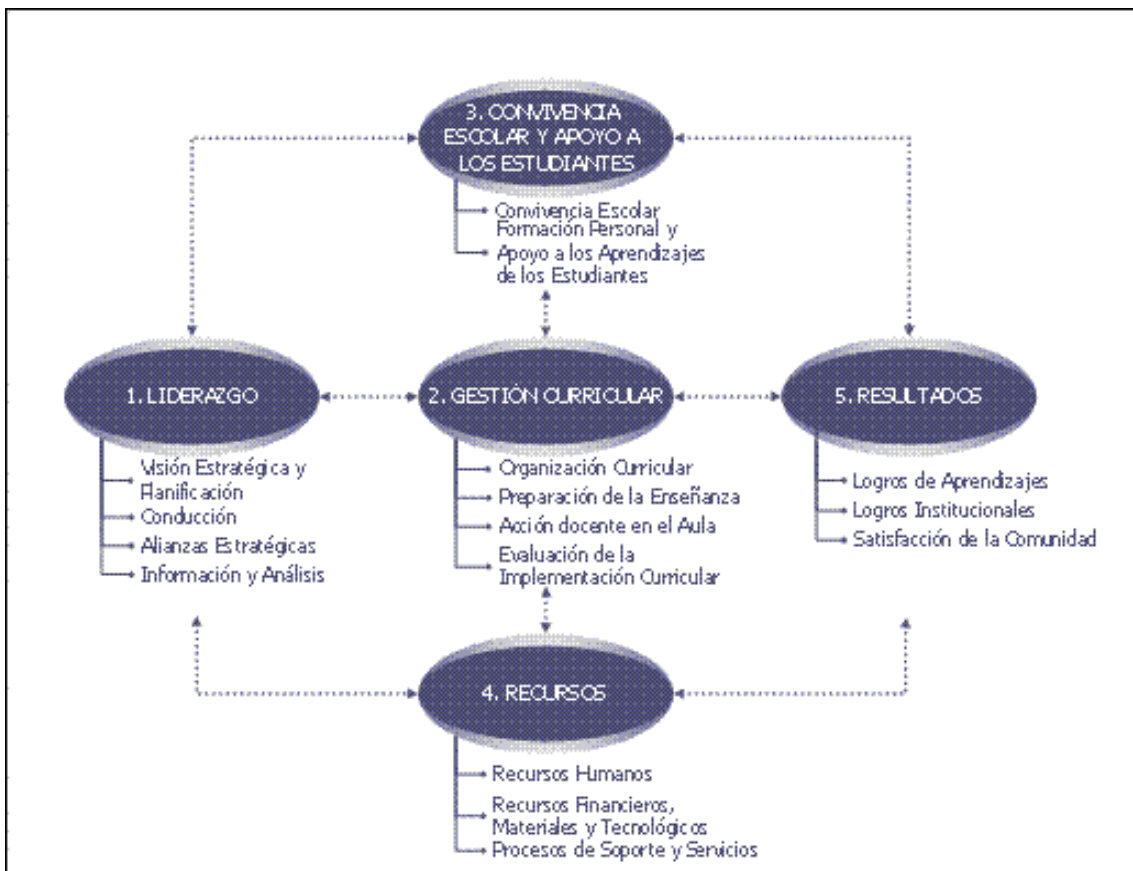 3. CONVIVENCIA
ESCOLAR Y APOYO A
LOS ESTUDIANTES
Convivencia Escolar
Formación Personal y
Apoyo a los Aprendizajes
de los Estudiantes
1. LIDERAZGO
Visión Estratégica y
Planificación
Conducción
Alianzas Estratégicas
Información y Análisis
2. GESTIÓN CURRICULAR
Organización Curricular
Preparación de la Enseñanza
Acción docente en el Aula
Evaluación de la
Implementación Curricular
5. RESULTADOS
Logros de Aprendizajes
Logros Institucionales
Satisfacción de la Comunidad
4. RECURSOS
Recursos Humanos
Recursos Financieros,
Materiales y Tecnológicos
Procesos de Soporte y Servicios